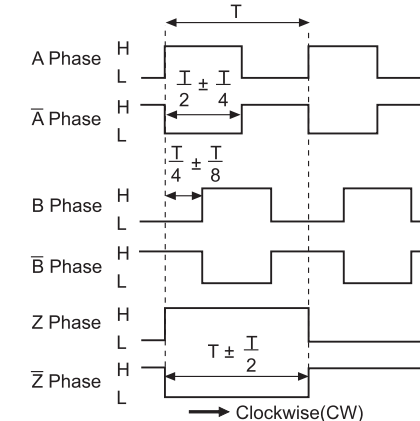 T
A Phase H
L
T/2 ± T/4
A̅ Phase H
L
T/4 ± T/8
B Phase H
L
B̅ Phase H
L
Z Phase H
L
T ± T/2
Z̅ Phase H
L
Clockwise(CW)